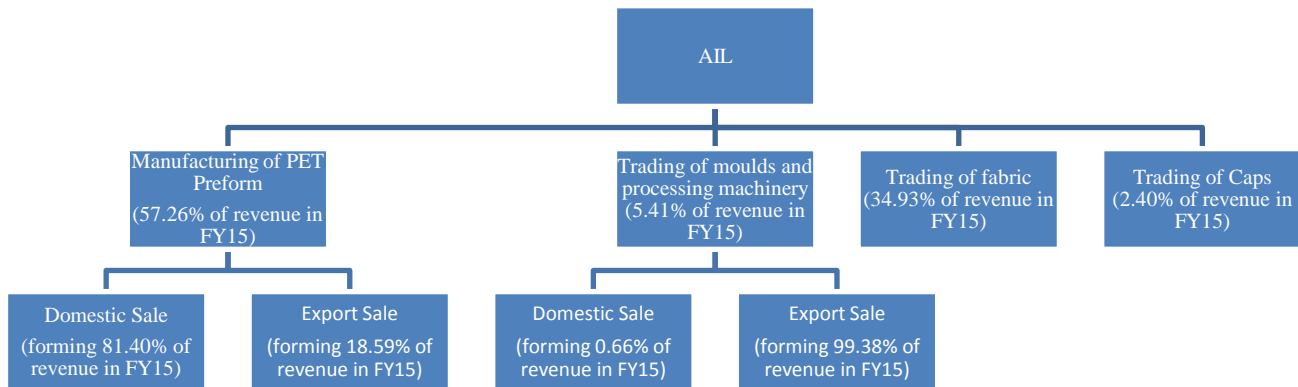 AIL
Manufacturing of PET
Preform
(57.26% of revenue in
FY15)
Trading of moulds and
processing machinery
(5.41% of revenue in
FY15)
Trading of fabric
(34.93% of revenue in
FY15)
Trading of Caps
(2.40% of revenue in
FY15)
Domestic Sale
(forming 81.40% of
revenue in FY15)
Export Sale
(forming 18.59% of
revenue in FY15)
Domestic Sale
(forming 0.66% of
revenue in FY15)
Export Sale
(forming 99.38% of
revenue in FY15)